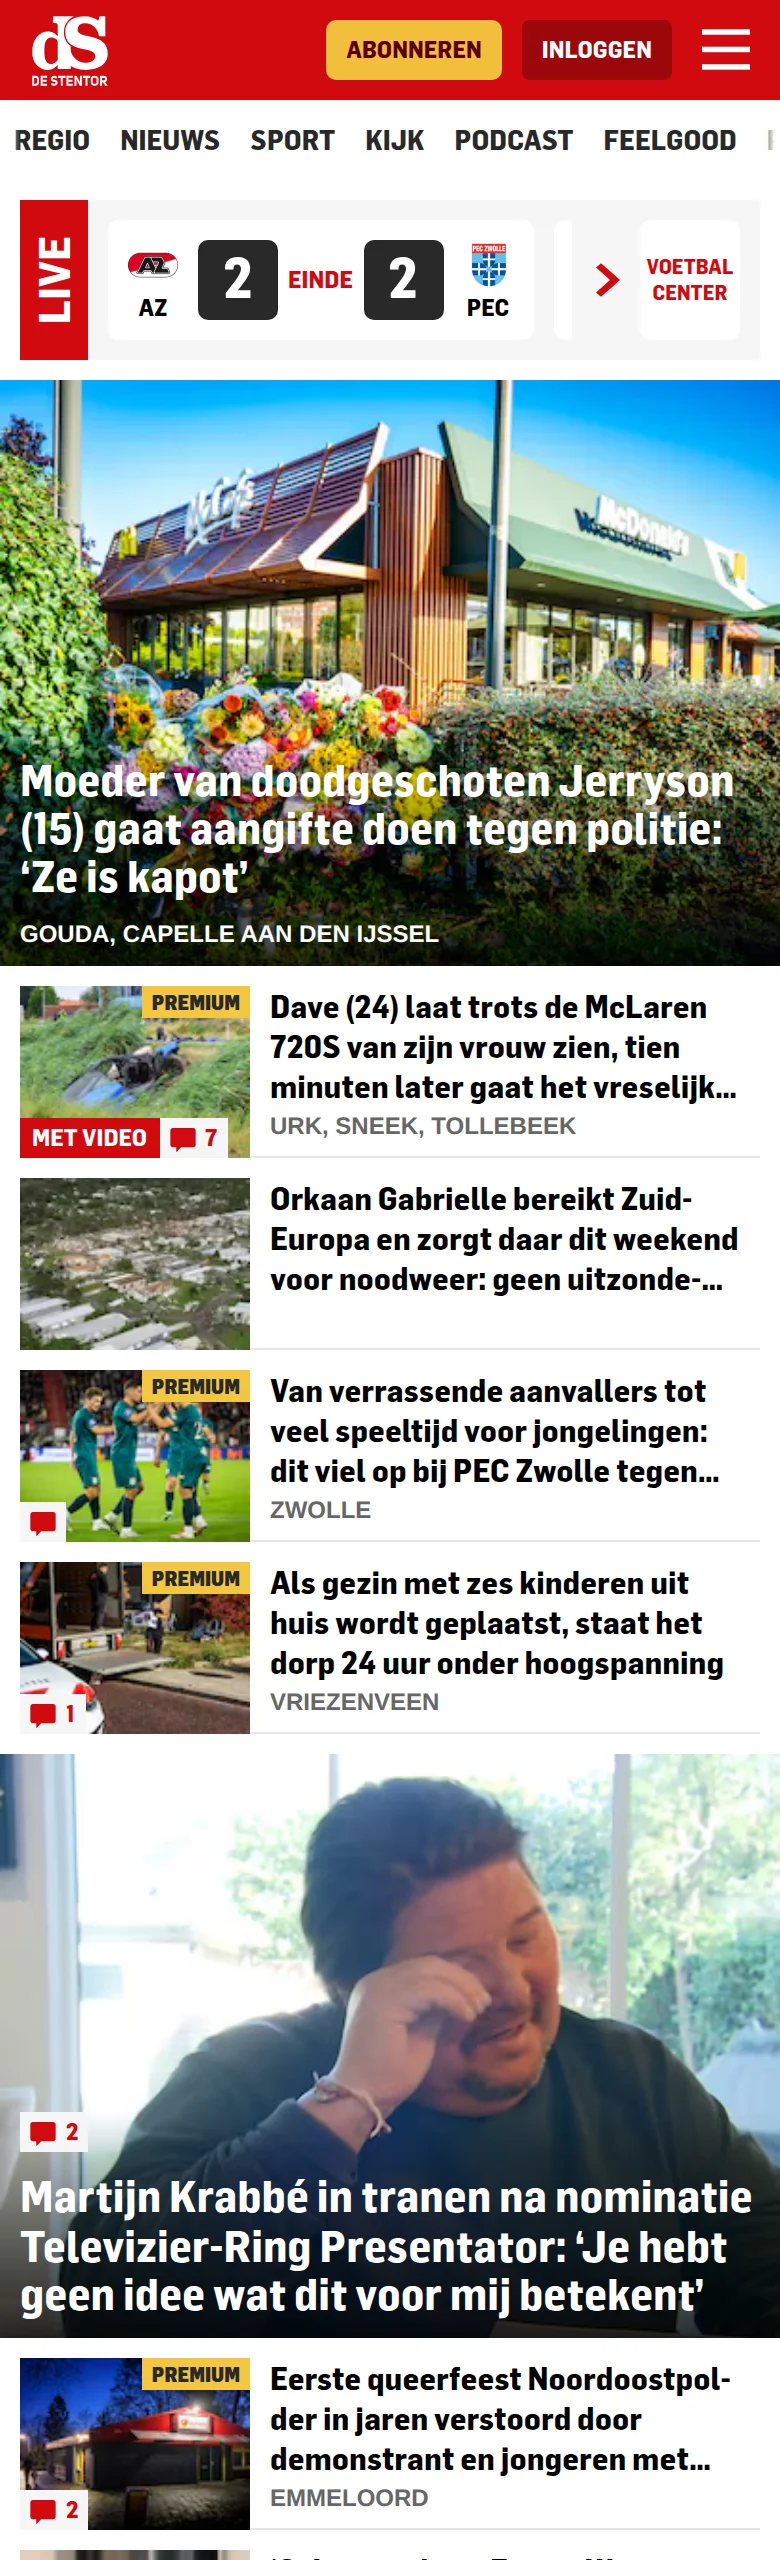 dS
DE STENTOR
ABONNEREN
INLOGGEN
REGIO NIEUWS SPORT KIJK PODCAST FEELGOOD
LIVE
AZ
2
EINDE
2
PEC ZWOLLE
PEC
VOETBAL
CENTER
McCafé
McDonald's
Moeder van doodgeschoten Jerryson
(15) gaat aangifte doen tegen politie:
‘Ze is kapot’
GOUDA, CAPELLE AAN DEN IJSSEL
PREMIUM
MET VIDEO
7
Dave (24) laat trots de McLaren
720S van zijn vrouw zien, tien
minuten later gaat het vreselijk...
URK, SNEEK, TOLLEBEEK
Orkaan Gabrielle bereikt Zuid-
Europa en zorgt daar dit weekend
voor noodweer: geen uitzonde-...
PREMIUM
Van verrassende aanvallers tot
veel speeltijd voor jongelingen:
dit viel op bij PEC Zwolle tegen...
ZWOLLE
PREMIUM
1
Als gezin met zes kinderen uit
huis wordt geplaatst, staat het
dorp 24 uur onder hoogspanning
VRIEZENVEEN
2
Martijn Krabbé in tranen na nominatie
Televizier-Ring Presentator: ‘Je hebt
geen idee wat dit voor mij betekent’
PREMIUM
2
Eerste queerfeest Noordoostpol-
der in jaren verstoord door
demonstrant en jongeren met...
EMMELOORD